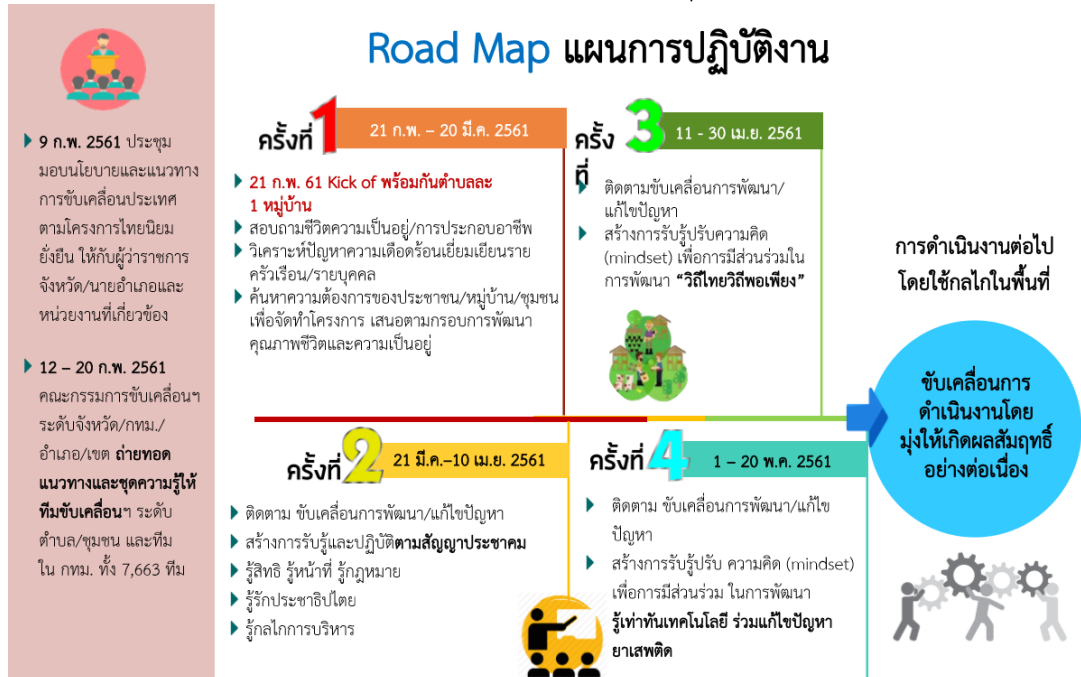 Road Map แผนการปฏิบัติงาน
9 ก.พ. 2561 ประชุม
มอบนโยบายและแนวทาง
การขับเคลื่อนประเทศ
ตามโครงการไทยนิยม
ยั่งยืน ให้กับผู้ว่าราชการ
จังหวัด/นายอำเภอและ
หน่วยงานที่เกี่ยวข้อง
12 – 20 ก.พ. 2561
คณะกรรมการขับเคลื่อนฯ
ระดับจังหวัด/กทม./
อำเภอ/เขต ถ่ายทอด
แนวทางและชุดความรู้ให้
ทีมขับเคลื่อนฯ ระดับ
ตำบล/ชุมชน และทีม
ใน กทม. ทั้ง 7,663 ทีม
ครั้งที่ 1
21 ก.พ. – 20 มี.ค. 2561
21 ก.พ. 61 Kick of พร้อมกันตำบลละ
1 หมู่บ้าน
สอบถามชีวิตความเป็นอยู่/การประกอบอาชีพ
วิเคราะห์ปัญหาความเดือดร้อนเยี่ยมเยียนราย
ครัวเรือน/รายบุคคล
ค้นหาความต้องการของประชาชน/หมู่บ้าน/ชุมชน
เพื่อจัดทำโครงการ เสนอตามกรอบการพัฒนา
คุณภาพชีวิตและความเป็นอยู่
ครั้งที่ 2
21 มี.ค.–10 เม.ย. 2561
ติดตาม ขับเคลื่อนการพัฒนา/แก้ไขปัญหา
สร้างการรับรู้และปฏิบัติตามสัญญาประชาคม
รู้สิทธิ รู้หน้าที่ รู้กฎหมาย
รู้รักประชาธิปไตย
รู้กลไกการบริหาร
ครั้ง 3
ที่
11 - 30 เม.ย. 2561
ติดตามขับเคลื่อนการพัฒนา/
แก้ไขปัญหา
สร้างการรับรู้ปรับความคิด
(mindset) เพื่อการมีส่วนร่วมใน
การพัฒนา “วิถีไทยวิถีพอเพียง”
ครั้งที่ 4
1 – 20 พ.ค. 2561
ติดตาม ขับเคลื่อนการพัฒนา/แก้ไข
ปัญหา
สร้างการรับรู้ปรับ ความคิด (mindset)
เพื่อการมีส่วนร่วม ในการพัฒนา
รู้เท่าทันเทคโนโลยี ร่วมแก้ไขปัญหา
ยาเสพติด
การดำเนินงานต่อไป
โดยใช้กลไกในพื้นที่
ขับเคลื่อนการ
ดำเนินงานโดย
มุ่งให้เกิดผลสัมฤทธิ์
อย่างต่อเนื่อง